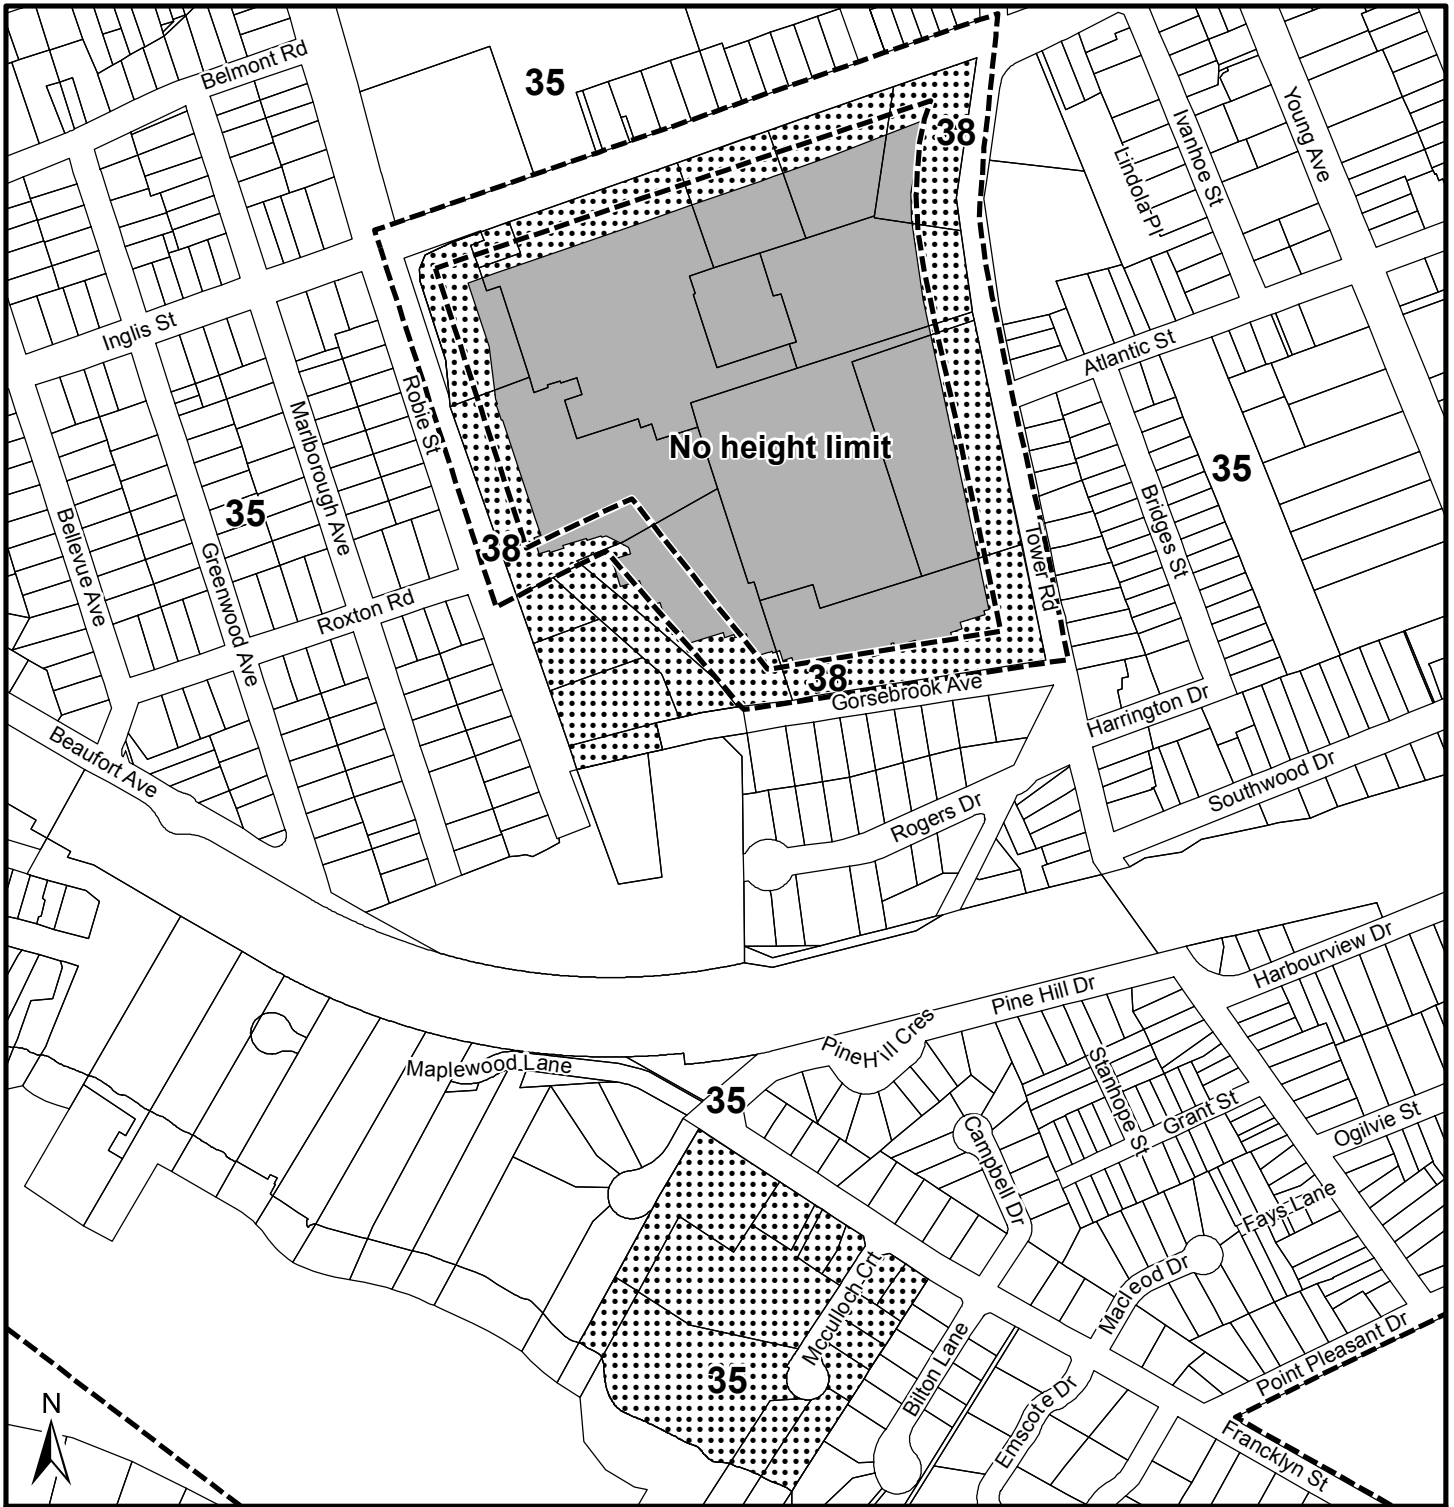 Belmont Rd
35
38
Young Ave
Ivanhoe St
Lindola Pl
Inglis St
Atlantic St
Robie St
Marlborough Ave
No height limit
35
35
Bridges St
Bellevue Ave
Greenwood Ave
38
Tower Rd
Roxton Rd
38
Gorsebrook Ave
Harrington Dr
Beaufort Ave
Southwood Dr
Rogers Dr
Harbourview Dr
Pine Hill Dr
Pine Hill Cres
Maplewood Lane
Stanhope St
35
Grant St
Ogilvie St
Campbell Dr
Fays Lane
Mcculloch Crt
Macleod Dr
35
Bilton Lane
Point Pleasant Dr
Emscote Dr
N
Francklyn St